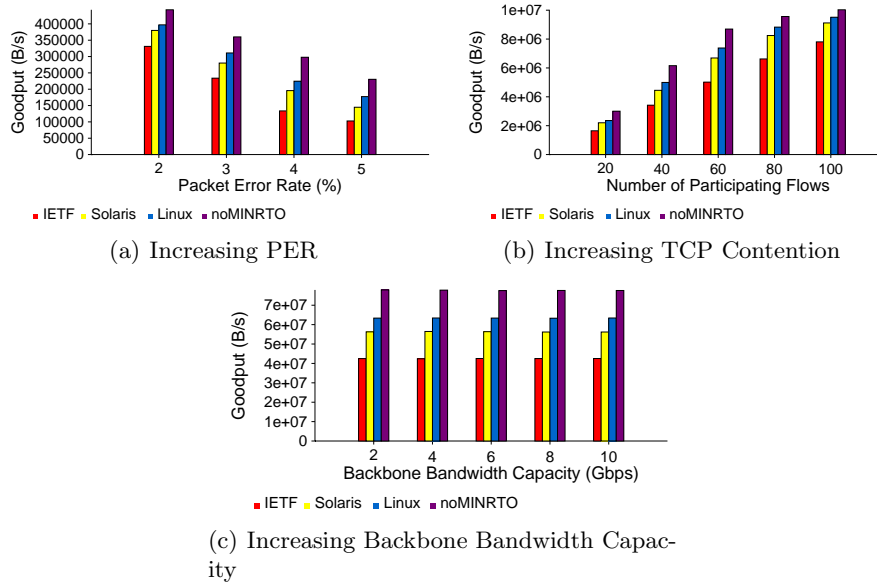 Goodput (B/s)
400000
350000
300000
250000
200000
150000
100000
50000
0
2 3 4 5
Packet Error Rate (%)
IETF Solaris Linux noMINRTO
(a) Increasing PER
Goodput (B/s)
1e+07
8e+06
6e+06
4e+06
2e+06
0
20 40 60 80 100
Number of Participating Flows
IETF Solaris Linux noMINRTO
(b) Increasing TCP Contention
Goodput (B/s)
7e+07
6e+07
5e+07
4e+07
3e+07
2e+07
1e+07
0
2 4 6 8 10
Backbone Bandwidth Capacity (Gbps)
IETF Solaris Linux noMINRTO
(c) Increasing Backbone Bandwidth Capac-
ity